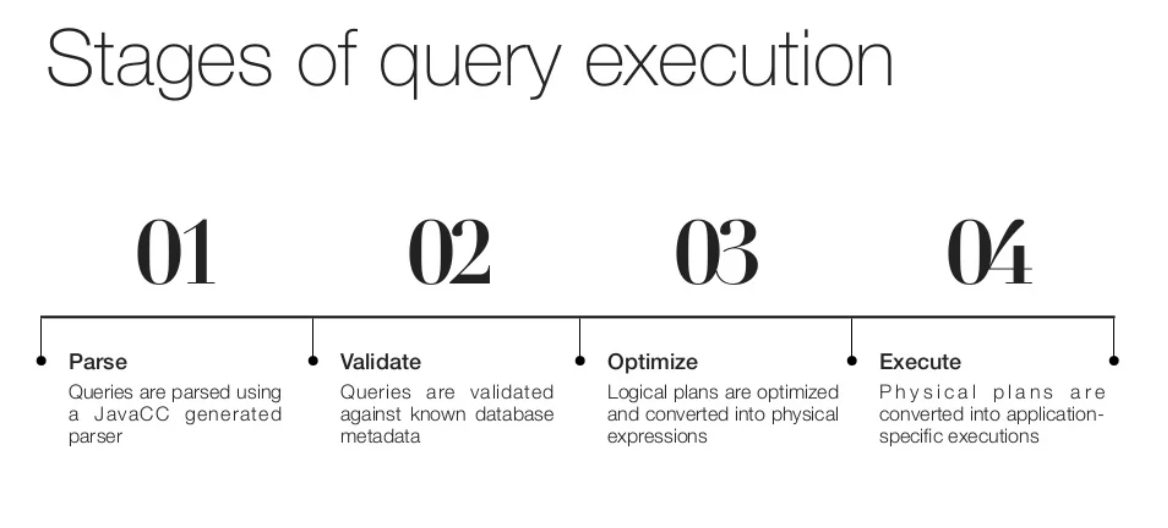 Stages of query execution
01
02
03
04
Parse
Queries are parsed using
a JavaCC generated
parser
Validate
Queries are validated
against known database
metadata
Optimize
Logical plans are optimized
and converted into physical
expressions
Execute
Physical plans are
converted into application-
specific executions